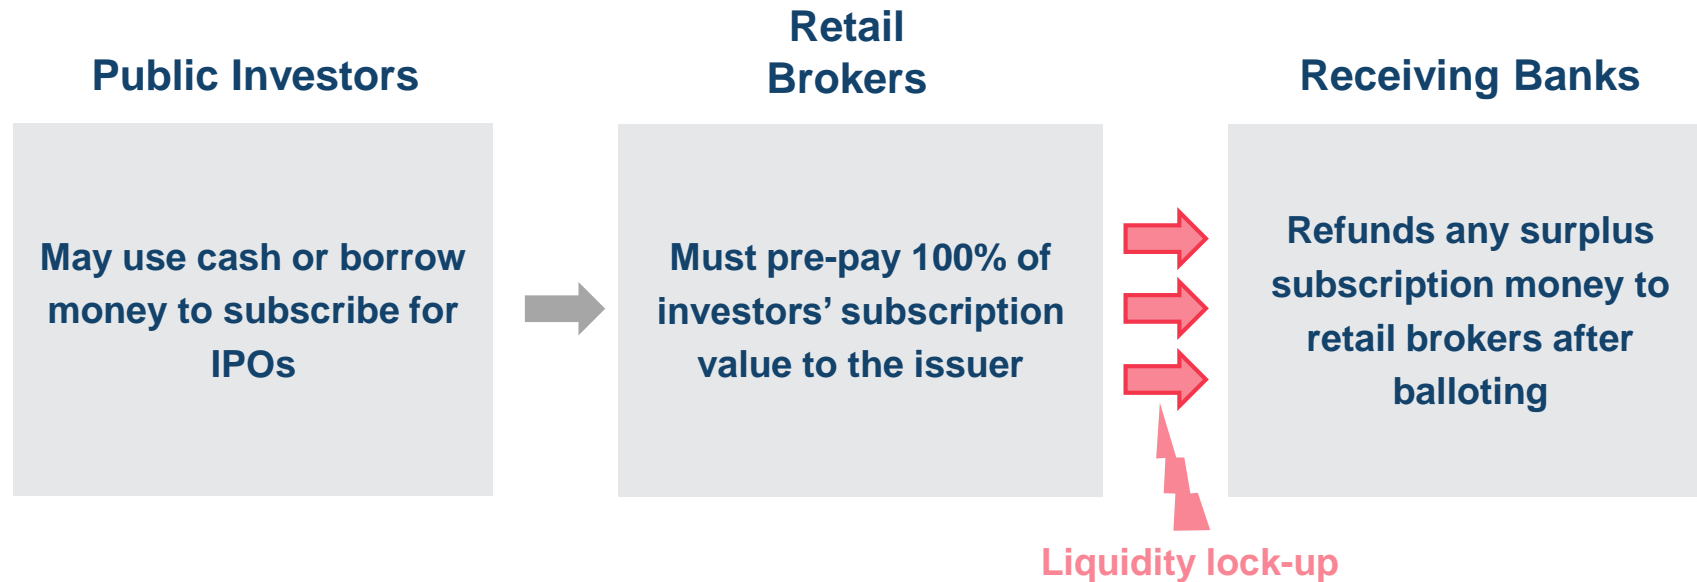 Public Investors
May use cash or borrow
money to subscribe for
IPOs
Retail
Brokers
Must pre-pay 100% of
investors’ subscription
value to the issuer
Receiving Banks
Refunds any surplus
subscription money to
retail brokers after
balloting
Liquidity lock-up